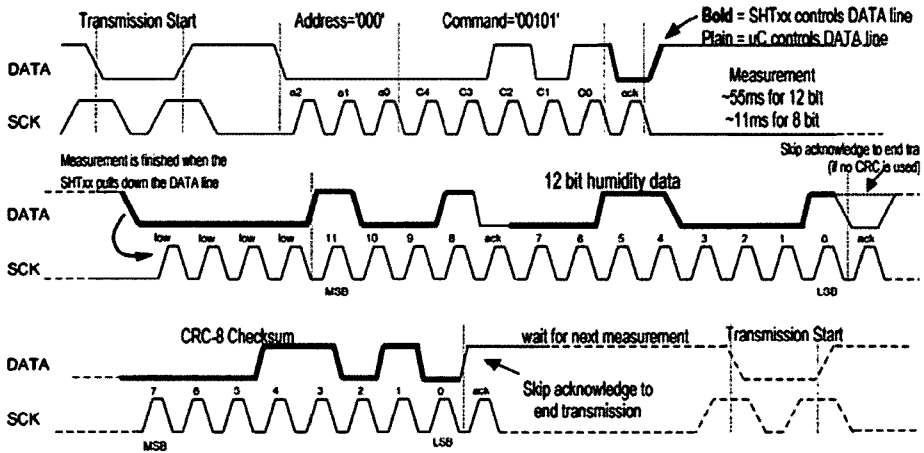 Transmission Start Address='000' Command='00101'
Bold = SHTxx controls DATA line
Plain = uC controls DATA line
DATA
a2 a1 a0 C4 C3 C2 C1 C0 ack
SCK
Measurement
~55ms for 12 bit
~11ms for 8 bit
Measurement is finished when the
SHTxx pulls down the DATA line
12 bit humidity data
Skip acknowledge to end tra
(if no CRC is used)
DATA
low low low low 11 10 9 8 ack 7 6 5 4 3 2 1 0 ack
SCK
MSB LSB
CRC-8 Checksum wait for next measurement Transmission Start
DATA
7 6 5 4 3 2 1 0 ack
Skip acknowledge to
end transmission
SCK
MSB LSB